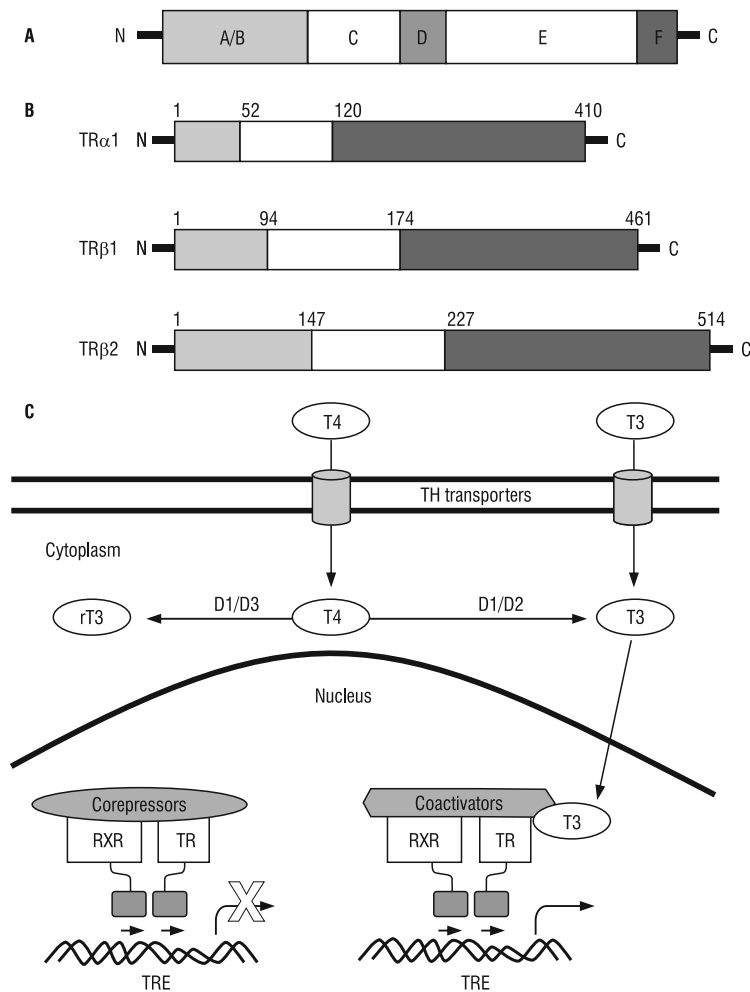 A N A/B C D E F C
B 1 52 120 410
TRα1 N C
1 94 174 461
TRβ1 N C
1 147 227 514
TRβ2 N C
C
T4 T3
TH transporters
Cytoplasm
rT3 D1/D3 T4 D1/D2 T3
Nucleus
Corepressors Coactivators T3
RXR TR RXR TR
X
TRE TRE